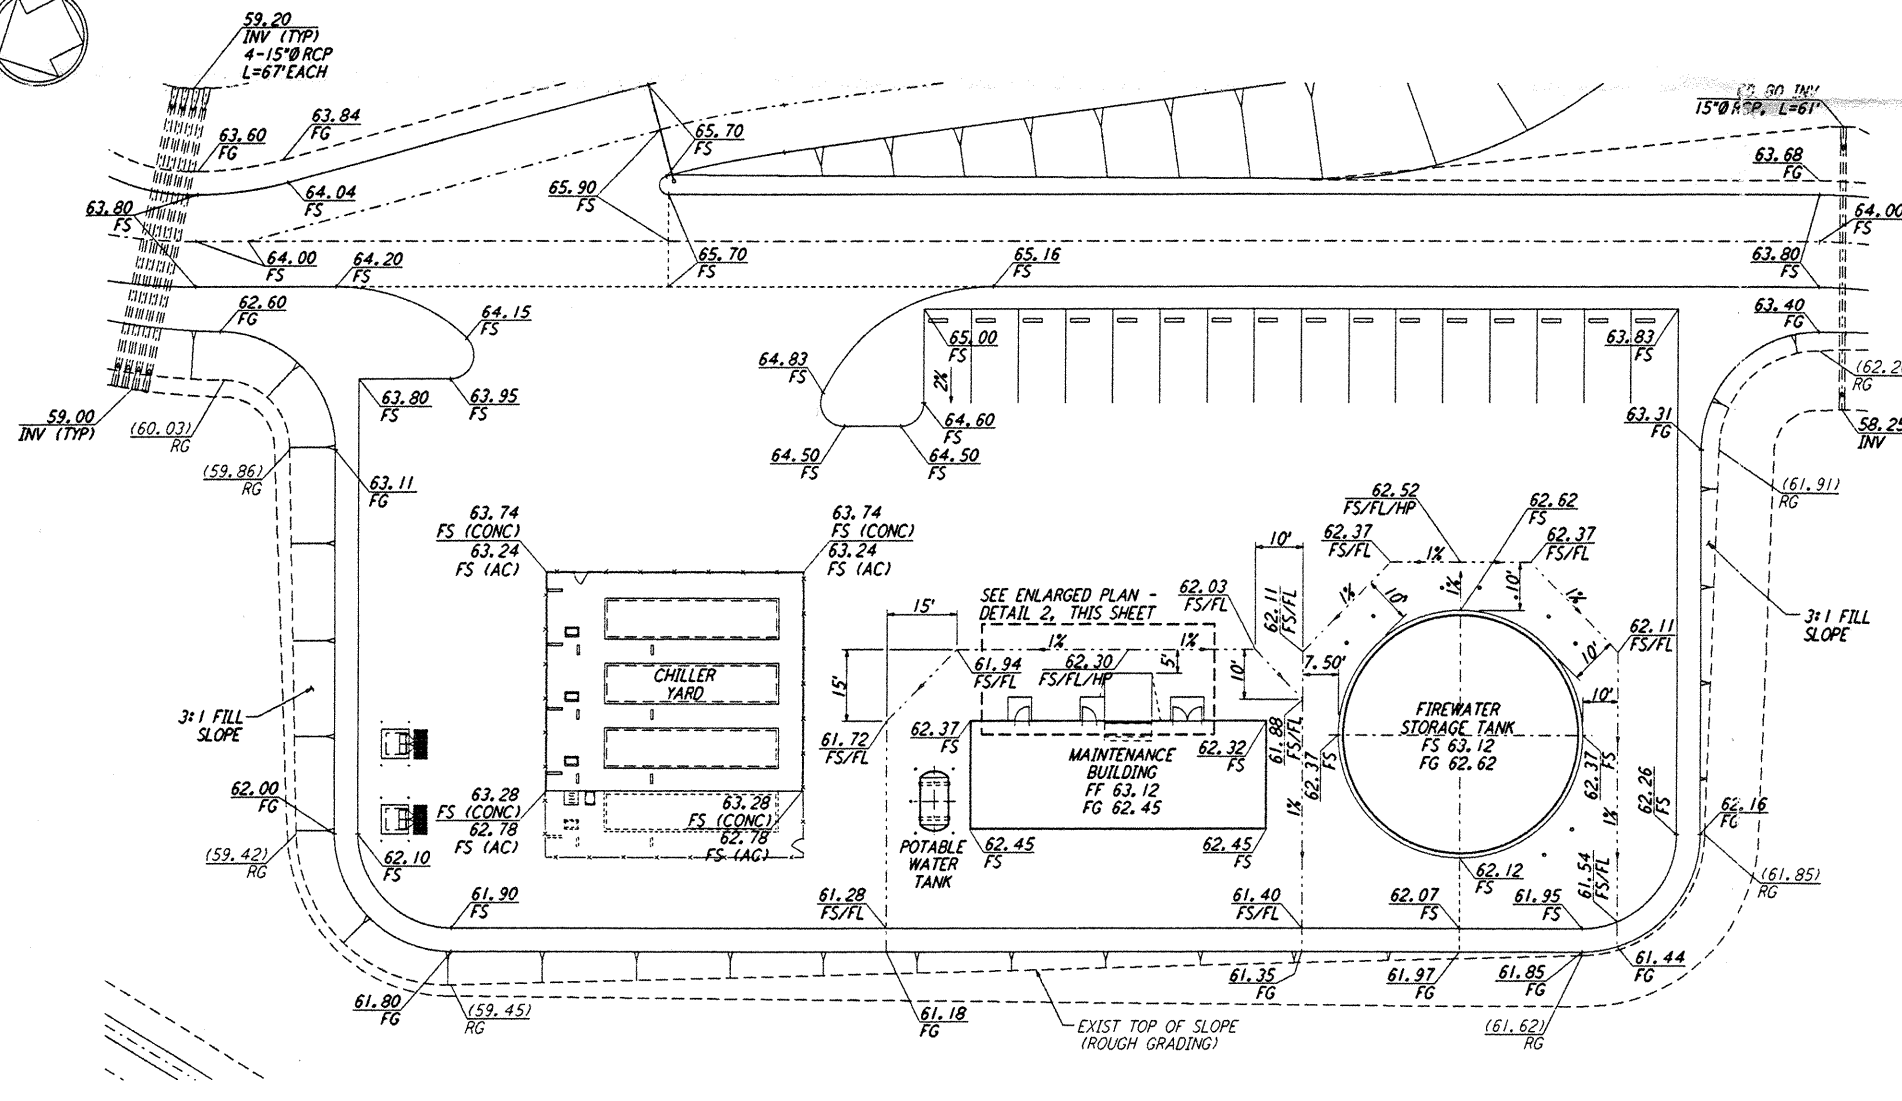 59.20
INV (TYP)
4-15"Ø RCP
L=67' EACH
63.84
FG
63.60
FG
65.70
FS
15"Ø RCP, L=61'
63.68
FG
64.04
FS
65.90
FS
63.80
FS
64.00
FS
64.00
FS
64.20
FS
65.70
FS
65.16
FS
63.80
FS
62.60
FG
64.15
FS
63.40
FG
65.00
FS
63.83
FS
64.83
FS
2%
RG
63.80
FS
63.95
FS
59.00
INV (TYP)
(60.03)
RG
64.60
FS
63.31
FG
58.25
INV
64.50
FS
64.50
FS
(59.86)
RG
63.11
FG
(61.91)
RG
63.74
FS (CONC)
63.24
FS (AC)
63.74
FS (CONC)
63.24
FS (AC)
62.52
FS/FL/HP
62.62
FS
62.37
FS/FL
62.37
FS/FL
10'
1%
1%
10'
1%
10'
1%
SEE ENLARGED PLAN -
DETAIL 2, THIS SHEET
62.03
FS/FL
62.11
FS/FL
15'
3:1 FILL
SLOPE
62.11
FS/FL
1%
1%
5'
10'
7.50'
10'
15'
61.94
FS/FL
62.30
FS/FL/HP
CHILLER
YARD
10'
3:1 FILL
SLOPE
61.72
FS/FL
62.37
FS
62.32
FS
61.88
FS/FL
62.37
FS
FIREWATER
STORAGE TANK
FS 63.12
FG 62.62
62.37
FS
MAINTENANCE
BUILDING
FF 63.12
FG 62.45
62.00
FG
63.28
FS (CONC)
62.78
FS (AC)
63.28
FS (CONC)
62.78
FS (AC)
1%
1%
62.26
FS
62.16
FG
(59.42)
RG
62.10
FS
POTABLE
WATER
TANK
62.45
FS
62.45
FS
62.12
FS
61.54
FS/FL
(61.85)
RG
61.90
FS
61.28
FS/FL
61.40
FS/FL
62.07
FS
61.95
FS
61.80
FG
(59.45)
RG
61.18
FG
61.35
FG
61.97
FG
61.85
FG
61.44
FG
EXIST TOP OF SLOPE
(ROUGH GRADING)
(61.62)
RG